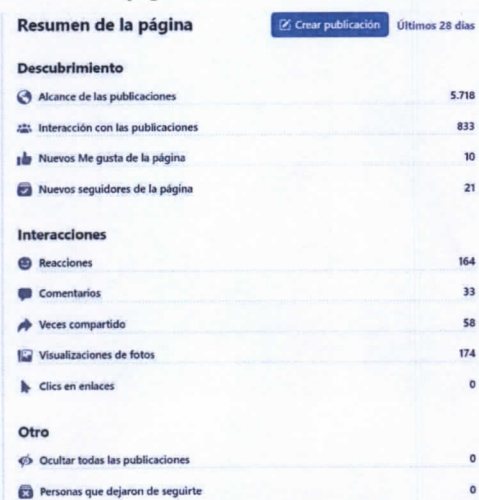 Resumen de la página
Crear publicación
Últimos 28 días
Descubrimiento
Alcance de las publicaciones 5.718
Interacción con las publicaciones 833
Nuevos Me gusta de la página 10
Nuevos seguidores de la página 21
Interacciones
Reacciones 164
Comentarios 33
Veces compartido 58
Visualizaciones de fotos 174
Clics en enlaces 0
Otro
Ocultar todas las publicaciones 0
Personas que dejaron de seguirte 0